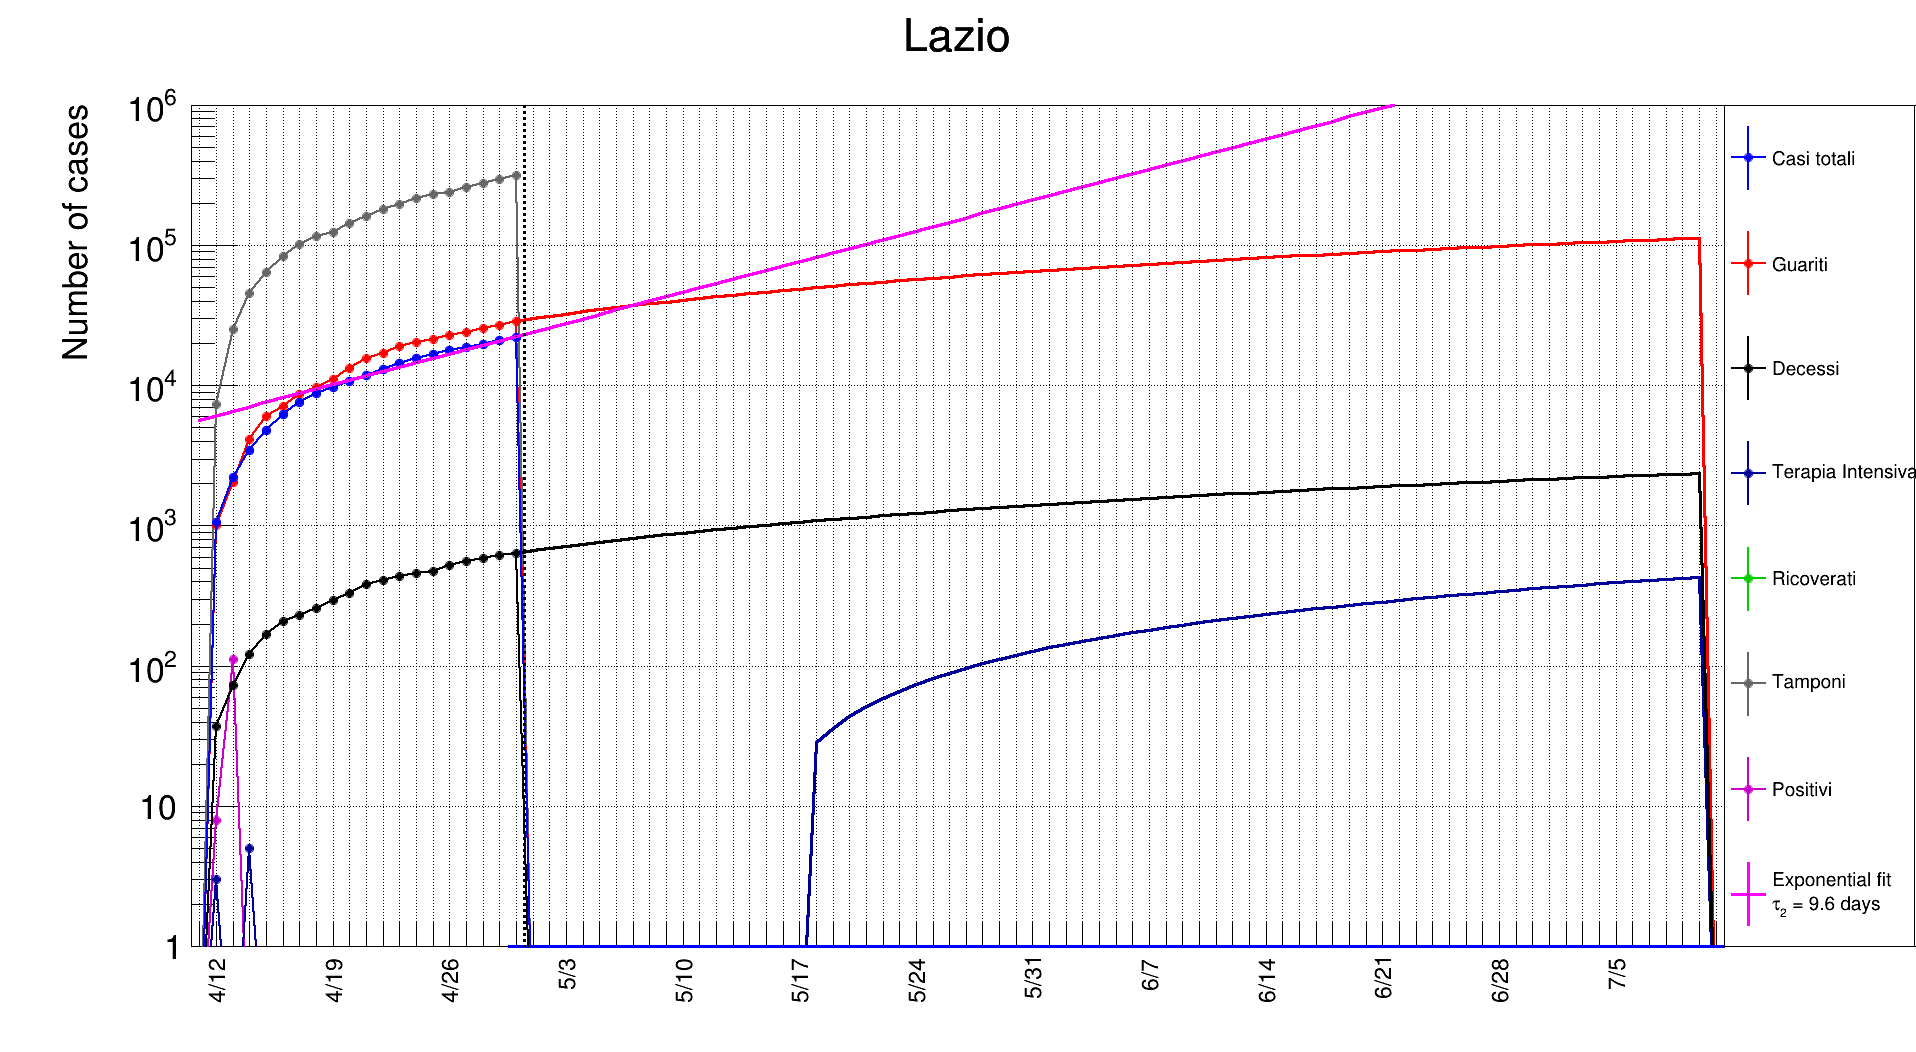 Lazio
Number of cases
10^6
10^5
10^4
10^3
10^2
10
1
4/12
4/19
4/26
5/3
5/10
5/17
5/24
5/31
6/7
6/14
6/21
6/28
7/5
Casi totali
Guariti
Decessi
Terapia Intensiva
Ricoverati
Tamponi
Positivi
Exponential fit
τ₂ = 9.6 days